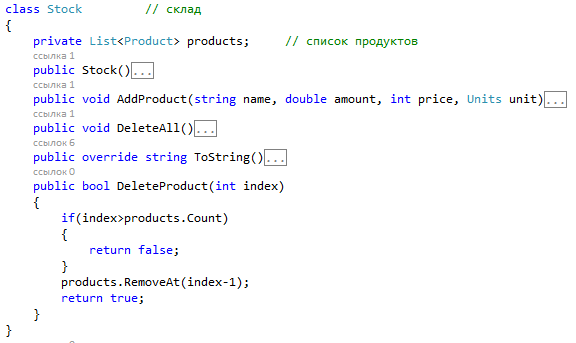 class Stock // склад
{
private List<Product> products; // список продуктов
ссылка 1
public Stock()...
ссылка 1
public void AddProduct(string name, double amount, int price, Units unit)...
ссылка 1
public void DeleteAll()...
ссылок 6
public override string ToString()...
ссылок 0
public bool DeleteProduct(int index)
{
if(index>products.Count)
{
return false;
}
products.RemoveAt(index-1);
return true;
}
}